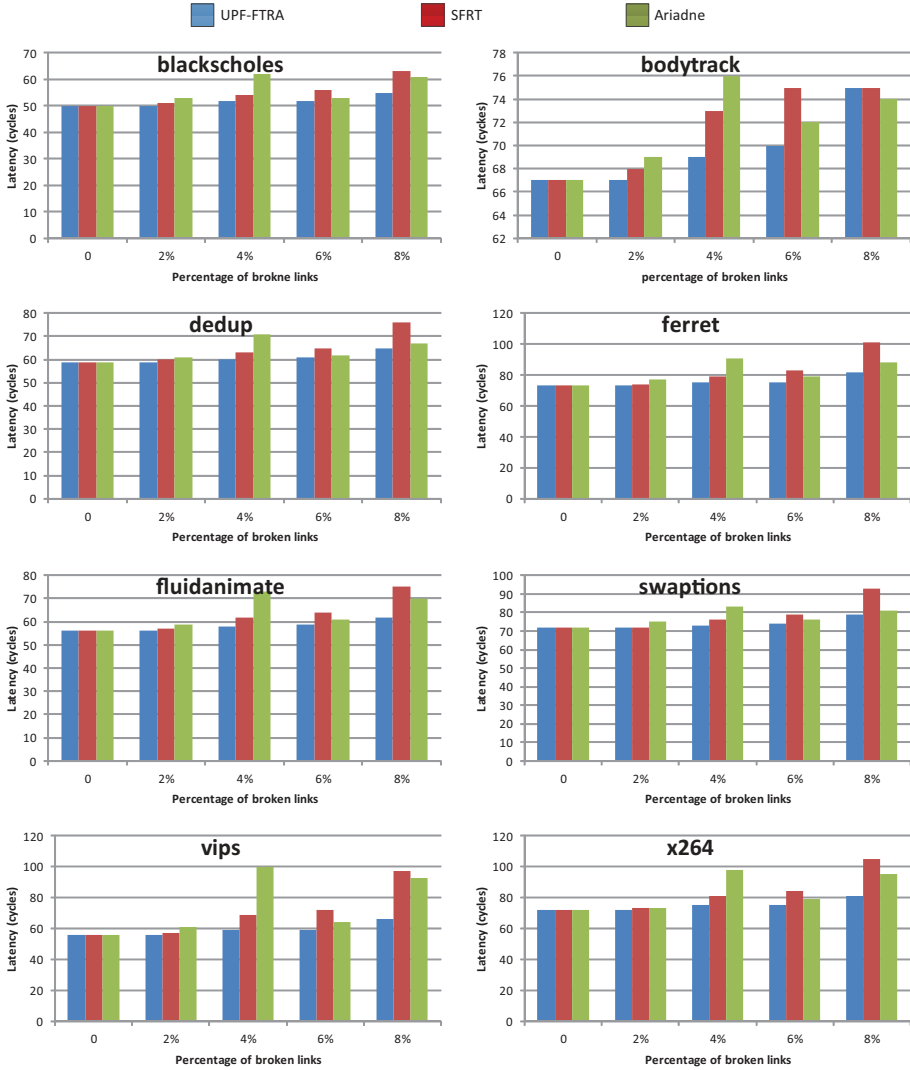 UPF-FTRA SFRT Ariadne
blackscholes
Latency (cycles)
70
60
50
40
30
20
10
0
0 2% 4% 6% 8%
Percentage of brokne links
bodytrack
Latency (cycles)
78
76
74
72
70
68
66
64
62
0 2% 4% 6% 8%
percentage of broken links
dedup
Latency (cycles)
80
70
60
50
40
30
20
10
0
0 2% 4% 6% 8%
Percentage of broken links
ferret
Latency (cyckes)
120
100
80
60
40
20
0
0 2% 4% 6% 8%
Percentage of broken links
fluidanimate
Latency (cycles)
80
70
60
50
40
30
20
10
0
0 2% 4% 6% 8%
Percentage of broken links
swaptions
Latency (cycles)
100
90
80
70
60
50
40
30
20
10
0
0 2% 4% 6% 8%
Percentage of broken links
vips
Latency (cycles)
120
100
80
60
40
20
0
0 2% 4% 6% 8%
Percentage of broken links
x264
Latency (cycles)
120
100
80
60
40
20
0
0 2% 4% 6% 8%
Percentage of broken links